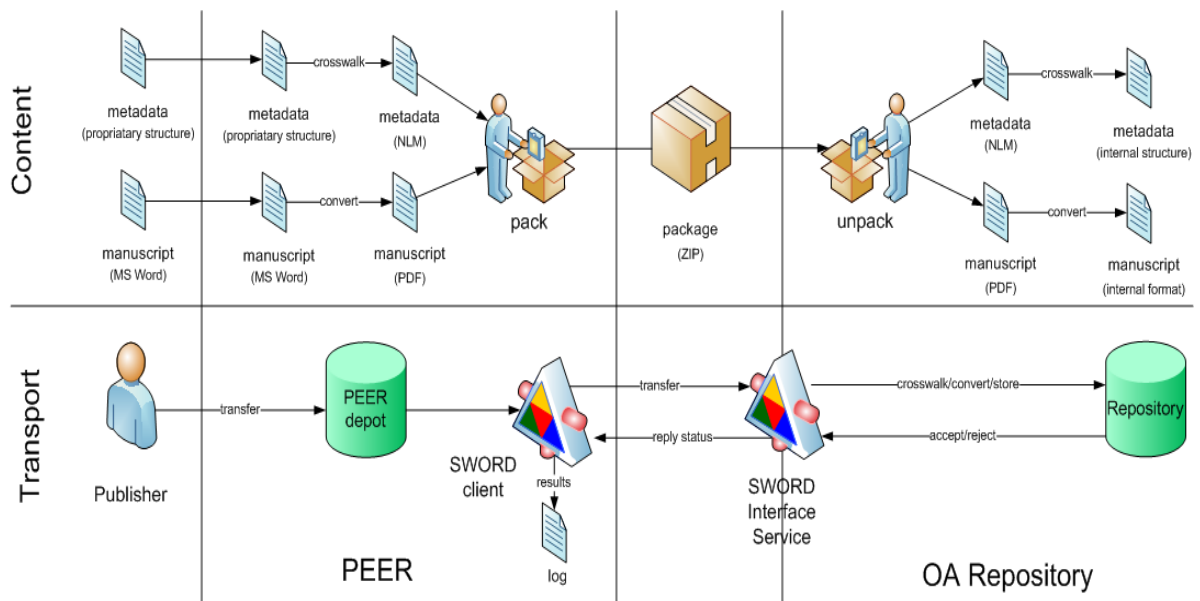 Content
metadata
(propriatary structure)
metadata
(propriatary structure)
crosswalk
metadata
(NLM)
manuscript
(MS Word)
manuscript
(MS Word)
convert
manuscript
(PDF)
pack
package
(ZIP)
unpack
metadata
(NLM)
crosswalk
metadata
(internal structure)
manuscript
(PDF)
convert
manuscript
(internal format)
Transport
Publisher
transfer
PEER
depot
SWORD
client
results
log
transfer
reply status
SWORD
Interface
Service
crosswalk/convert/store
accept/reject
Repository
PEER
OA Repository